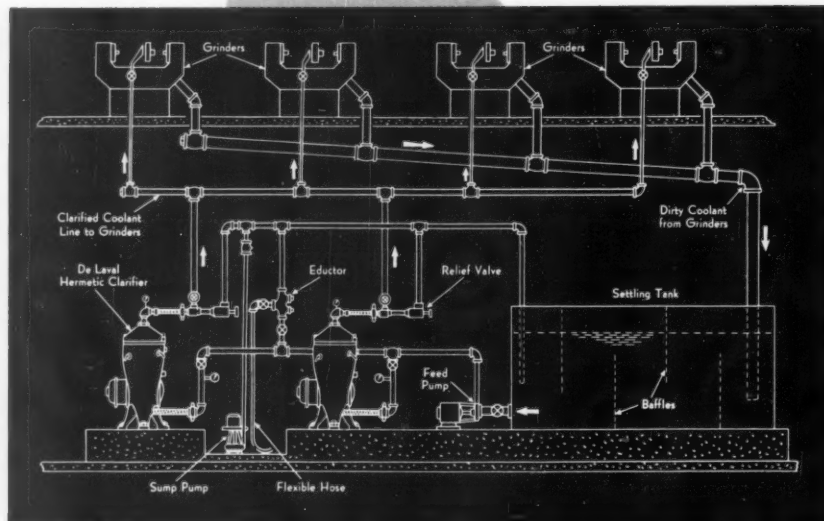 Grinders
Grinders
Clarified Coolant
Line to Grinders
Dirty Coolant
from Grinders
De Laval
Hermetic Clarifier
Eductor
Relief Valve
Settling Tank
Feed
Pump
Baffles
Sump Pump
Flexible Hose